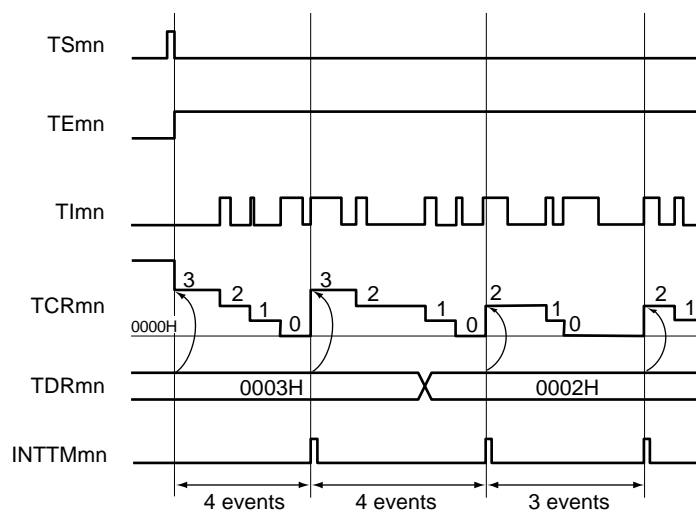 TSmn
TEmn
TImn
TCRmn
3 2 1 0 3 2 1 0 2 1 0 2 1
0000H
TDRmn
0003H 0002H
INTTMmn
4 events 4 events 3 events